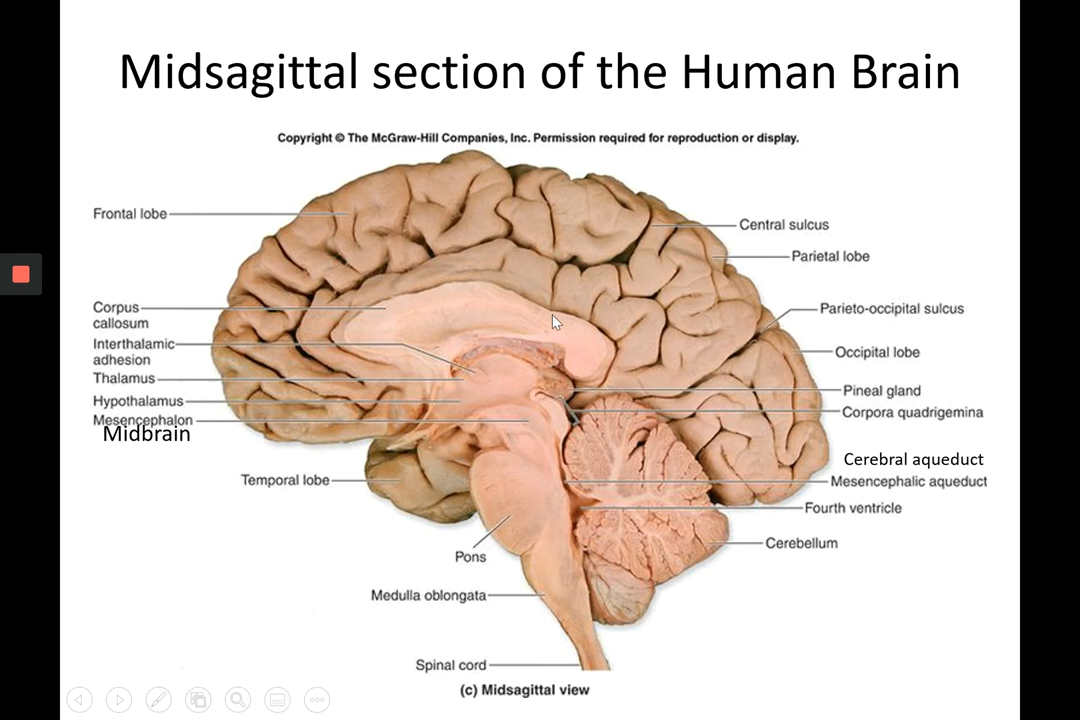 Midsagittal section of the Human Brain
Copyright © The McGraw-Hill Companies, Inc. Permission required for reproduction or display.
Frontal lobe
Corpus
callosum
Interthalamic
adhesion
Thalamus
Hypothalamus
Mesencephalon
Midbrain
Temporal lobe
Pons
Medulla oblongata
Spinal cord
Central sulcus
Parietal lobe
Parieto-occipital sulcus
Occipital lobe
Pineal gland
Corpora quadrigemina
Cerebral aqueduct
Mesencephalic aqueduct
Fourth ventricle
Cerebellum
(c) Midsagittal view